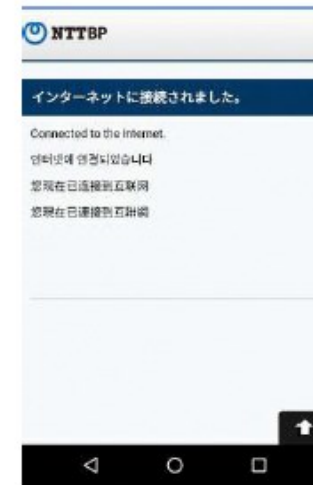 NTTBP
インターネットに接続されました。
Connected to the internet.
인터넷에 연결되었습니다
您现在已连接到互联网
您現在已連接到互聯網